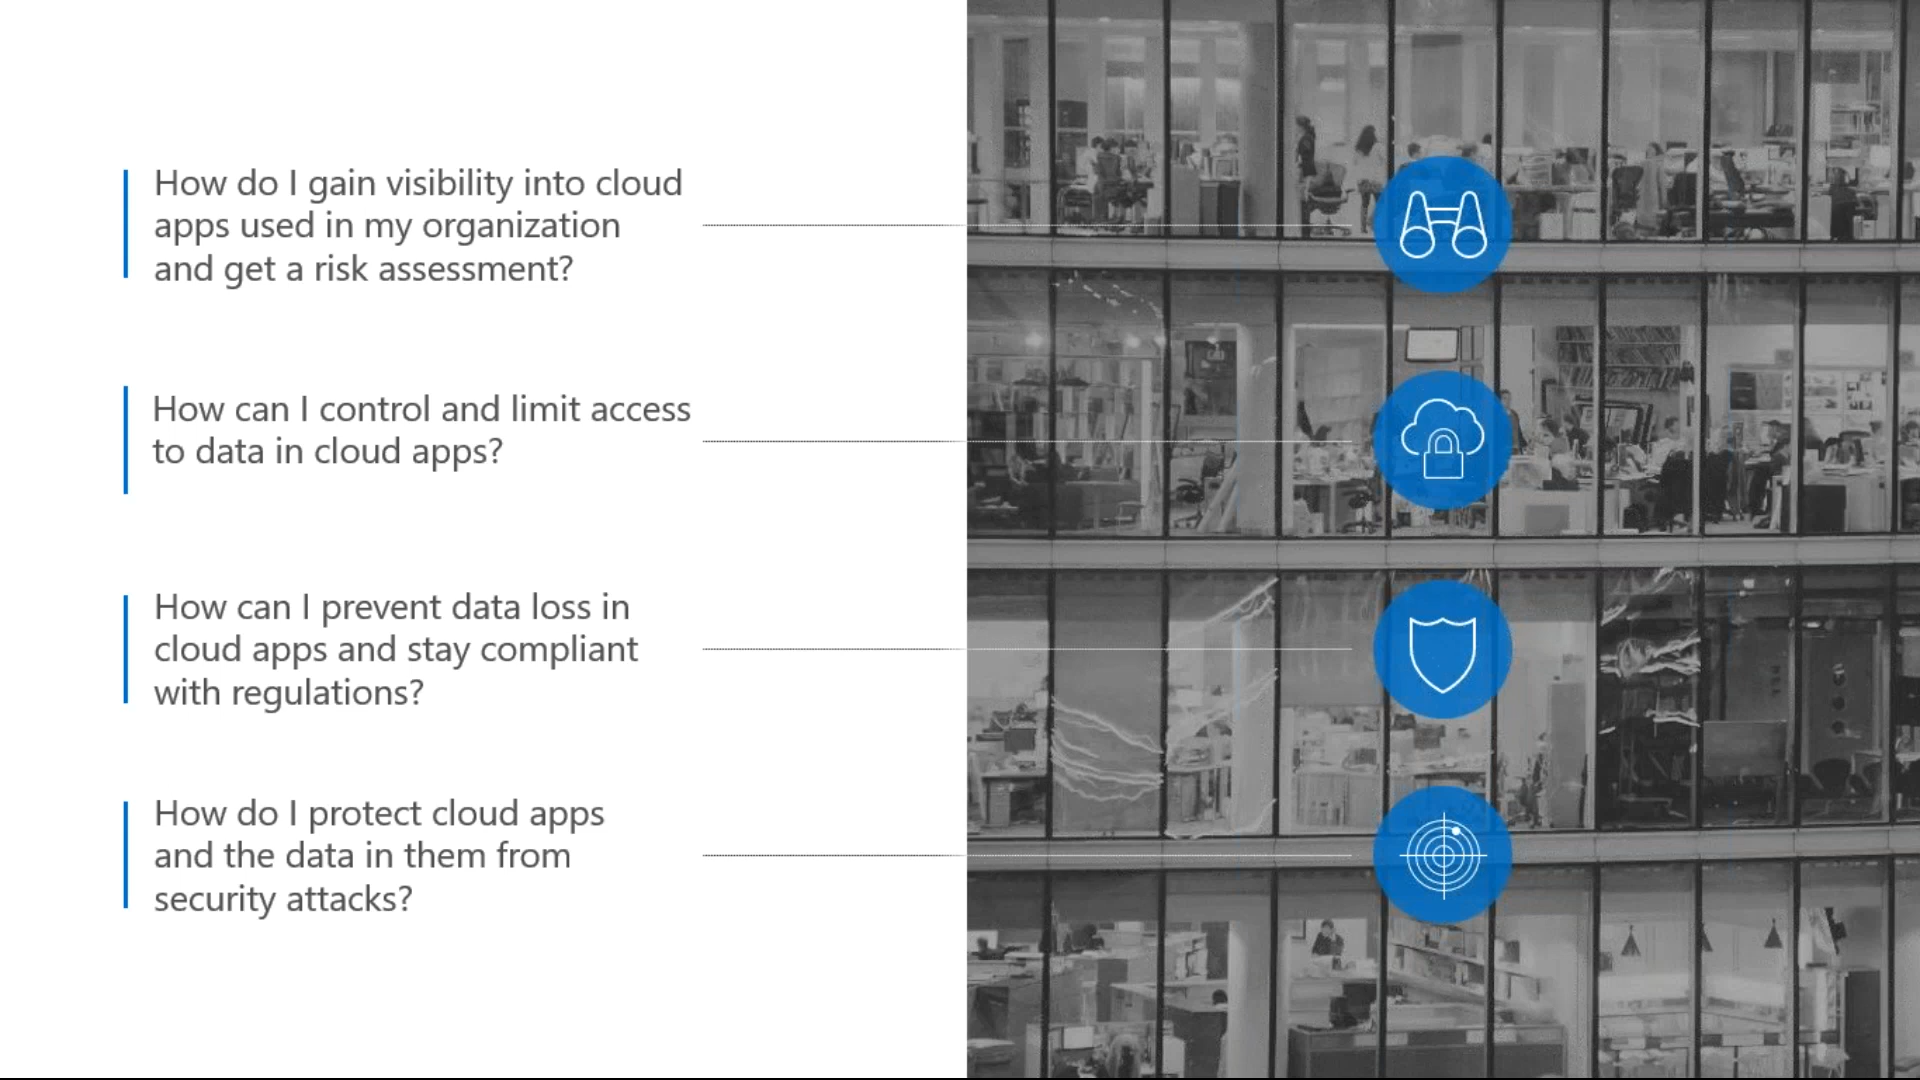 How do I gain visibility into cloud
apps used in my organization
and get a risk assessment?
How can I control and limit access
to data in cloud apps?
How can I prevent data loss in
cloud apps and stay compliant
with regulations?
How do I protect cloud apps
and the data in them from
security attacks?